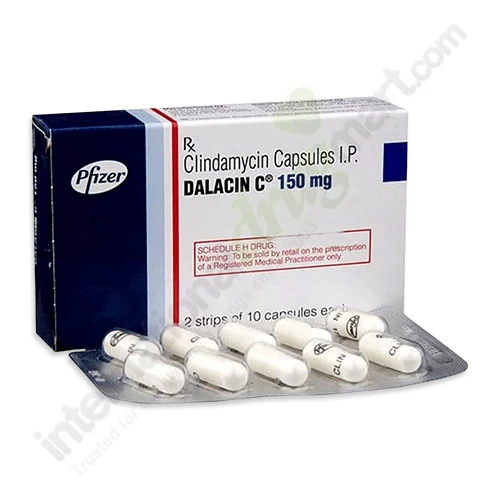 Pfizer
Rx
Clindamycin Capsules I.P.
DALACIN C® 150 mg
SCHEDULE H DRUG:
Warning: To be sold by retail on the prescription
of a Registered Medical Practitioner only.
2 strips of 10 capsules each
Pfizer
CLIN
CLIN